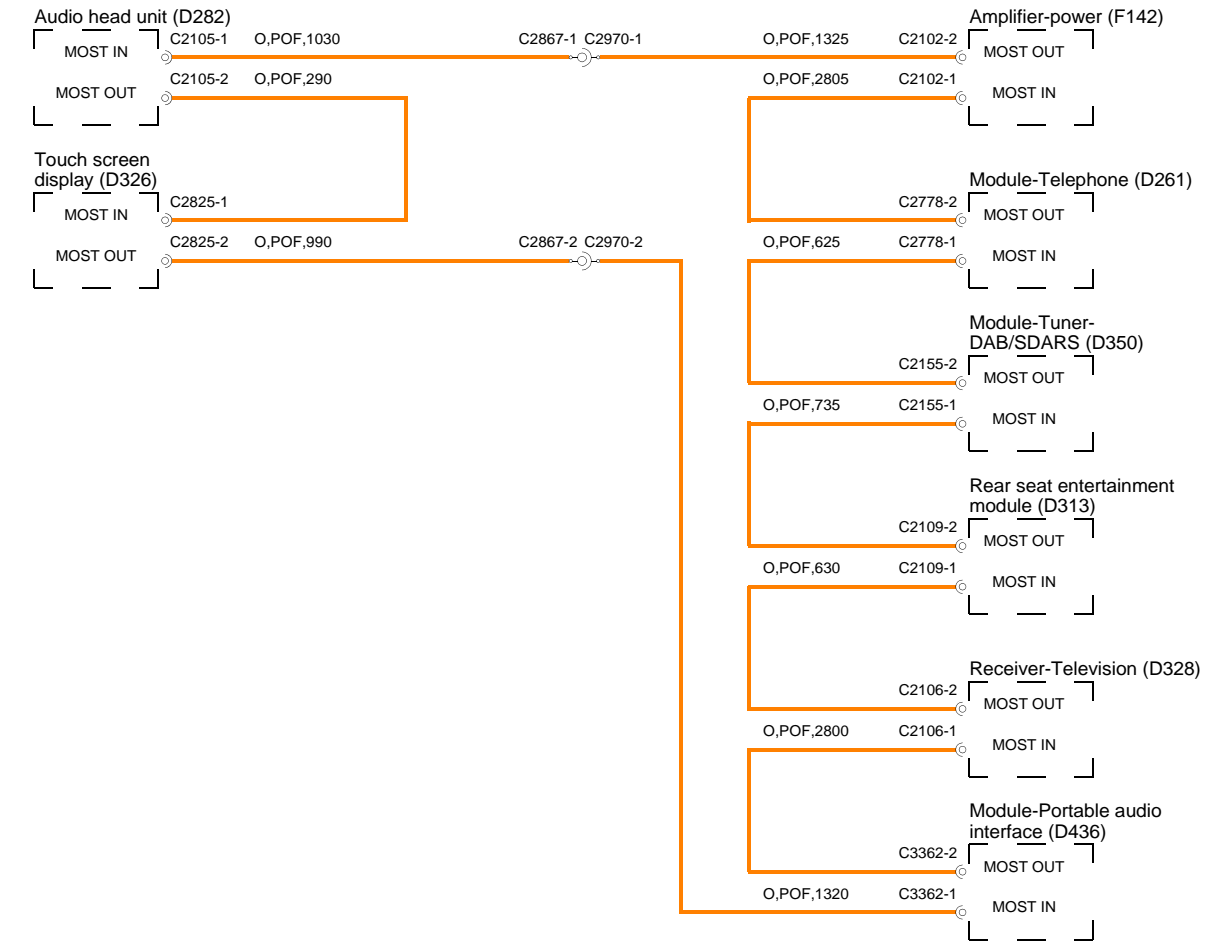 Audio head unit (D282)
MOST IN
C2105-1 O,POF,1030
C2867-1 C2970-1
MOST OUT
C2105-2 O,POF,290
Touch screen
display (D326)
MOST IN
C2825-1
MOST OUT
C2825-2 O,POF,990
C2867-2 C2970-2
Amplifier-power (F142)
O,POF,1325 C2102-2
MOST OUT
O,POF,2805 C2102-1
MOST IN
Module-Telephone (D261)
C2778-2
MOST OUT
O,POF,625 C2778-1
MOST IN
Module-Tuner-
DAB/SDARS (D350)
C2155-2
MOST OUT
O,POF,735 C2155-1
MOST IN
Rear seat entertainment
module (D313)
C2109-2
MOST OUT
O,POF,630 C2109-1
MOST IN
Receiver-Television (D328)
C2106-2
MOST OUT
O,POF,2800 C2106-1
MOST IN
Module-Portable audio
interface (D436)
C3362-2
MOST OUT
O,POF,1320 C3362-1
MOST IN